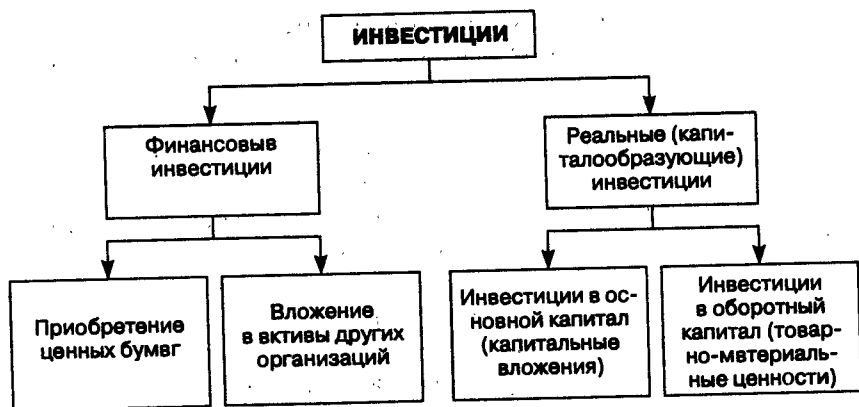 ИНВЕСТИЦИИ
Финансовыв
инвестиции
Реальные (капи-
талообразующие)
инвестиции
Приобретение
ценных бумвг
Вложение
в вктивы других
организаций
Инвестиции в ос-
новной капитал
(капитальные
вложения)
Инвестиции
в оборотный
капитал (товар-
но-мвтериаль-
ные ценности)